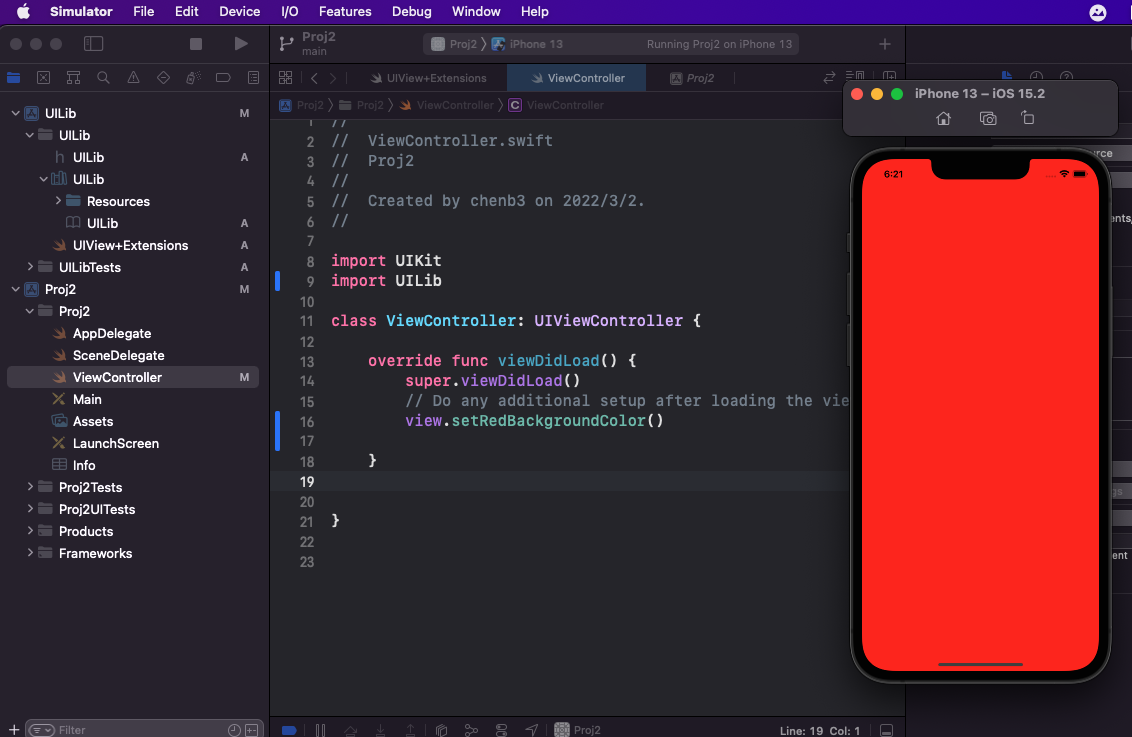 Simulator File Edit Device I/O Features Debug Window Help
Proj2
main
Proj2 iPhone 13 Running Proj2 on iPhone 13
UIView+Extensions ViewController Proj2
Proj2 Proj2 ViewController C ViewController
UILib M
UILib
h UILib A
UILib
Resources
UILib A
UIView+Extensions A
UILibTests A
Proj2 M
Proj2
AppDelegate
SceneDelegate
ViewController M
Main
Assets
LaunchScreen
Info
Proj2Tests
Proj2UITests
Products
Frameworks
Filter
1 //
2 // ViewController.swift
3 // Proj2
4 //
5 // Created by chenb3 on 2022/3/2.
6 //
7
8 import UIKit
9 import UILib
10
11 class ViewController: UIViewController {
12
13 override func viewDidLoad() {
14 super.viewDidLoad()
15 // Do any additional setup after loading the vie
16 view.setRedBackgroundColor()
17
18 }
19
20
21 }
22
23
Proj2 Line: 19 Col: 1
iPhone 13 – iOS 15.2
6:21